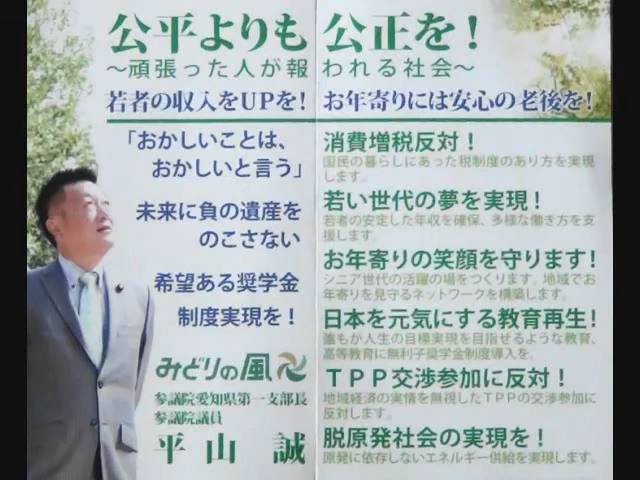 公平よりも 公正を!
～頑張った人が報われる社会～
若者の収入をUPを! お年寄りには安心の老後を!
「おかしいことは、
おかしいと言う」
未来に負の遺産を
のこさない
希望ある奨学金
制度実現を!
みどりの風
参議院愛知県第一支部長
参議院議員
平山 誠
消費増税反対!
国民の暮らしにあった税制度のあり方を実現
します。
若い世代の夢を実現!
若者の安定した年収を確保、多様な働き方を支
援します。
お年寄りの笑顔を守ります!
シニア世代の活躍の場をつくります。地域でお
年寄りを見守るネットワークを構築します。
日本を元気にする教育再生!
誰もが人生の目標実現を目指せるような教育、
高等教育に無利子奨学金制度導入を。
TPP交渉参加に反対!
地域経済の実情を無視したTPPの交渉参加に
反対します。
脱原発社会の実現を!
原発に依存しないエネルギー供給を実現します。